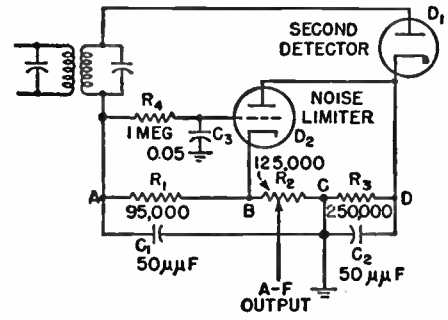 D₁
SECOND
DETECTOR
R₄
1 MEG
0.05
C₃
NOISE
LIMITER
D₂
125,000
A
R₁
95,000
B
R₂
C
R₃
250,000
D
C₁
50μμF
C₂
50μμF
A-F
OUTPUT